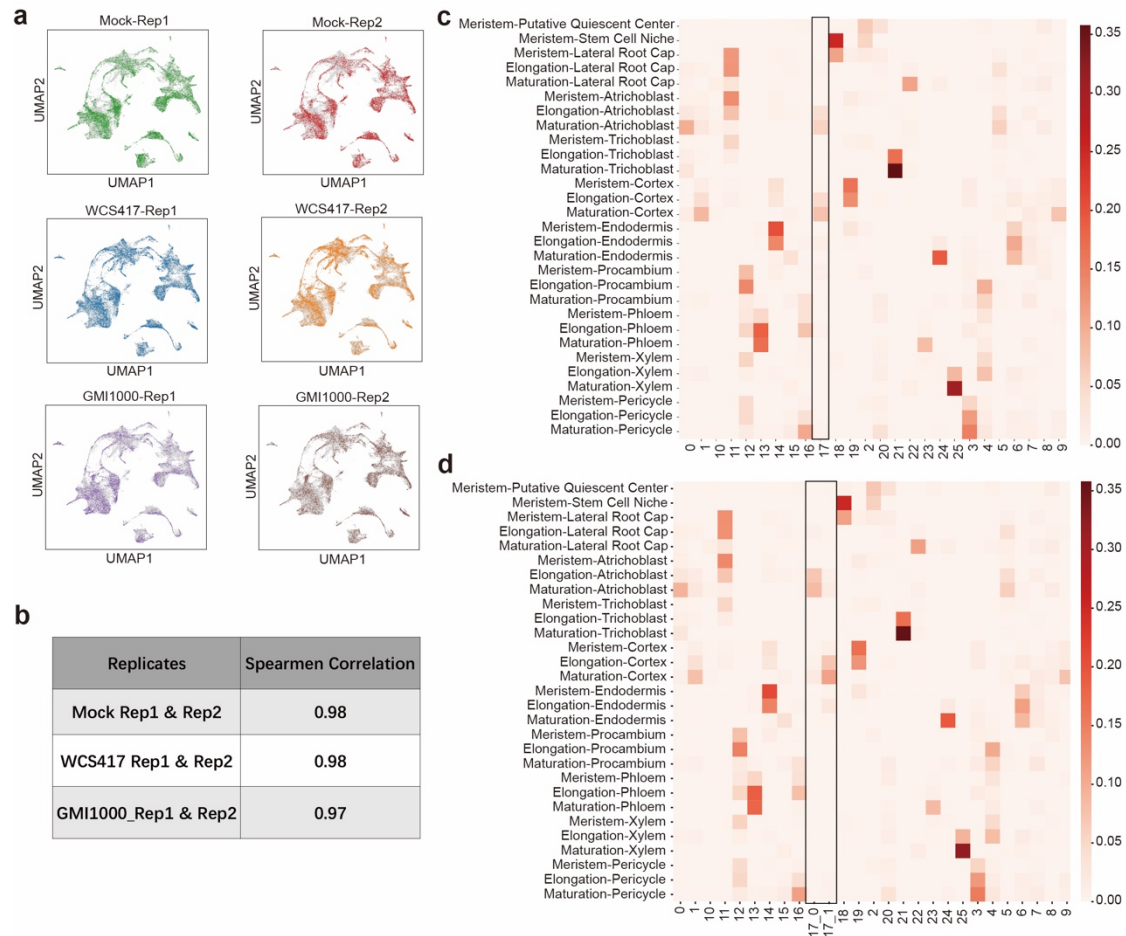 a
Mock-Rep1
Mock-Rep2
UMAP2
UMAP2
UMAP1
UMAP1
WCS417-Rep1
WCS417-Rep2
UMAP2
UMAP2
UMAP1
UMAP1
GMI1000-Rep1
GMI1000-Rep2
UMAP2
UMAP2
UMAP1
UMAP1
b
Replicates Spearmen Correlation
Mock Rep1 & Rep2 0.98
WCS417 Rep1 & Rep2 0.98
GMI1000_Rep1 & Rep2 0.97
c
Meristem-Putative Quiescent Center
Meristem-Stem Cell Niche
Meristem-Lateral Root Cap
Elongation-Lateral Root Cap
Maturation-Lateral Root Cap
Meristem-Atrichoblast
Elongation-Atrichoblast
Maturation-Atrichoblast
Meristem-Trichoblast
Elongation-Trichoblast
Maturation-Trichoblast
Meristem-Cortex
Elongation-Cortex
Maturation-Cortex
Meristem-Endodermis
Elongation-Endodermis
Maturation-Endodermis
Meristem-Procambium
Elongation-Procambium
Maturation-Procambium
Meristem-Phloem
Elongation-Phloem
Maturation-Phloem
Meristem-Xylem
Elongation-Xylem
Maturation-Xylem
Meristem-Pericycle
Elongation-Pericycle
Maturation-Pericycle
0 1 10 11 12 13 14 15 16 17 18 19 2 20 21 22 23 24 25 3 4 5 6 7 8 9
0.35
0.30
0.25
0.20
0.15
0.10
0.05
0.00
d
Meristem-Putative Quiescent Center
Meristem-Stem Cell Niche
Meristem-Lateral Root Cap
Elongation-Lateral Root Cap
Maturation-Lateral Root Cap
Meristem-Atrichoblast
Elongation-Atrichoblast
Maturation-Atrichoblast
Meristem-Trichoblast
Elongation-Trichoblast
Maturation-Trichoblast
Meristem-Cortex
Elongation-Cortex
Maturation-Cortex
Meristem-Endodermis
Elongation-Endodermis
Maturation-Endodermis
Meristem-Procambium
Elongation-Procambium
Maturation-Procambium
Meristem-Phloem
Elongation-Phloem
Maturation-Phloem
Meristem-Xylem
Elongation-Xylem
Maturation-Xylem
Meristem-Pericycle
Elongation-Pericycle
Maturation-Pericycle
0 1 10 11 12 13 14 15 16 17_0 17_1 18 19 2 20 21 22 23 24 25 3 4 5 6 7 8 9
0.35
0.30
0.25
0.20
0.15
0.10
0.05
0.00